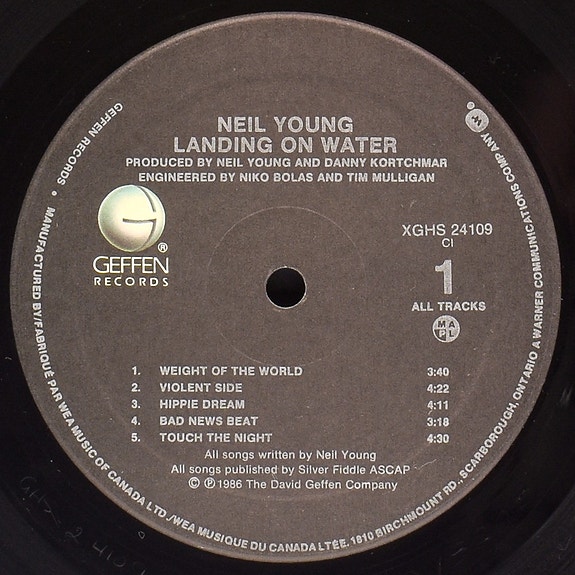 NEIL YOUNG
LANDING ON WATER
PRODUCED BY NEIL YOUNG AND DANNY KORTCHMAR
ENGINEERED BY NIKO BOLAS AND TIM MULLIGAN
G
®
GEFFEN
RECORDS
XGHS 24109
CI
1
ALL TRACKS
MAPL
1. WEIGHT OF THE WORLD 3:40
2. VIOLENT SIDE 4:22
3. HIPPIE DREAM 4:11
4. BAD NEWS BEAT 3:18
5. TOUCH THE NIGHT 4:30
All songs written by Neil Young
All songs published by Silver Fiddle ASCAP
© ℗ 1986 The David Geffen Company
GEFFEN RECORDS • MANUFACTURED BY/FABRIQUÉ PAR WEA MUSIC OF CANADA LTD./WEA MUSIQUE DU CANADA LTÉE. 1810 BIRCHMOUNT RD., SCARBOROUGH, ONTARIO A WARNER COMMUNICATIONS COMPANY